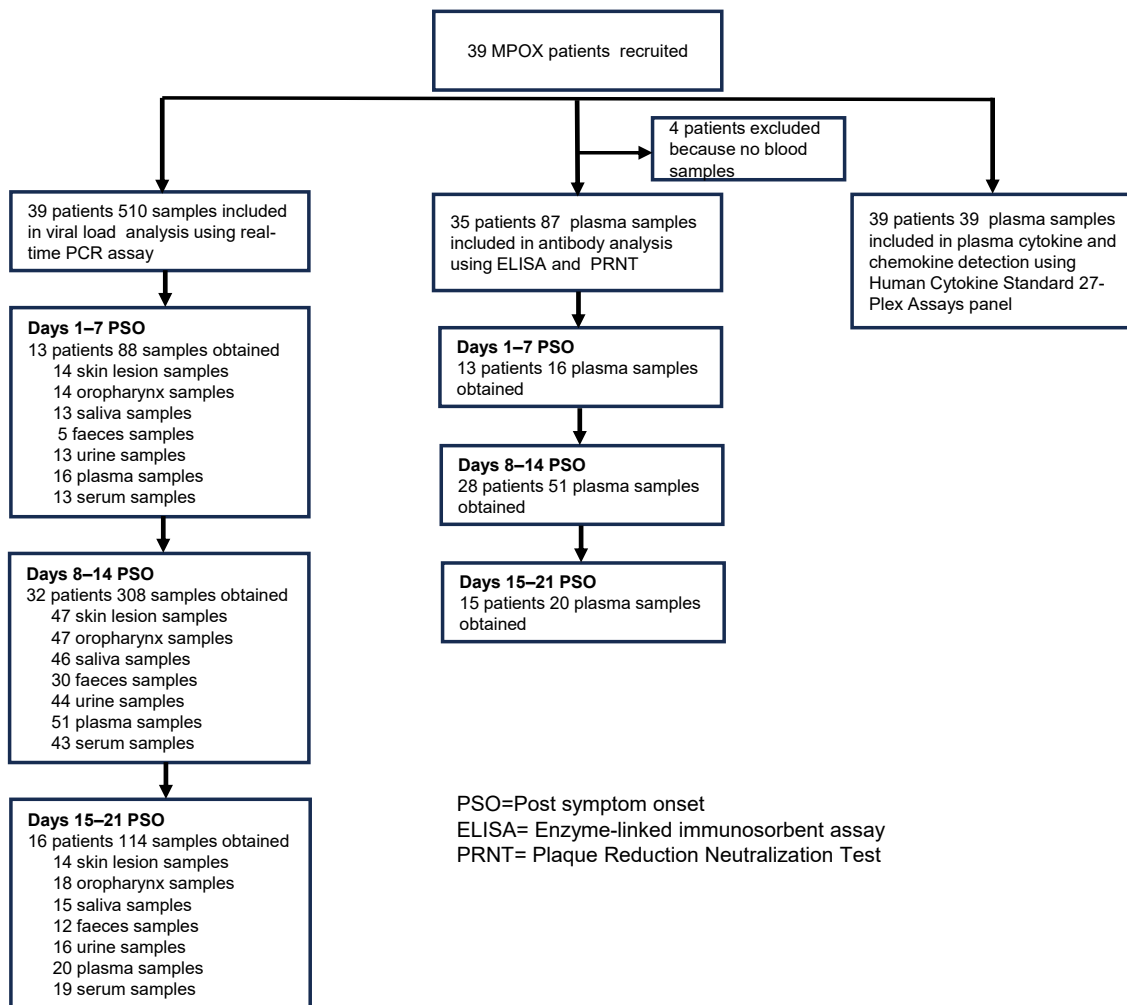 39 MPOX patients recruited
4 patients excluded
because no blood
samples
39 patients 510 samples included
in viral load analysis using real-
time PCR assay
35 patients 87 plasma samples
included in antibody analysis
using ELISA and PRNT
39 patients 39 plasma samples
included in plasma cytokine and
chemokine detection using
Human Cytokine Standard 27-
Plex Assays panel
Days 1–7 PSO
13 patients 88 samples obtained
14 skin lesion samples
14 oropharynx samples
13 saliva samples
5 faeces samples
13 urine samples
16 plasma samples
13 serum samples
Days 8–14 PSO
32 patients 308 samples obtained
47 skin lesion samples
47 oropharynx samples
46 saliva samples
30 faeces samples
44 urine samples
51 plasma samples
43 serum samples
Days 15–21 PSO
16 patients 114 samples obtained
14 skin lesion samples
18 oropharynx samples
15 saliva samples
12 faeces samples
16 urine samples
20 plasma samples
19 serum samples
Days 1–7 PSO
13 patients 16 plasma samples
obtained
Days 8–14 PSO
28 patients 51 plasma samples
obtained
Days 15–21 PSO
15 patients 20 plasma samples
obtained
PSO=Post symptom onset
ELISA= Enzyme-linked immunosorbent assay
PRNT= Plaque Reduction Neutralization Test